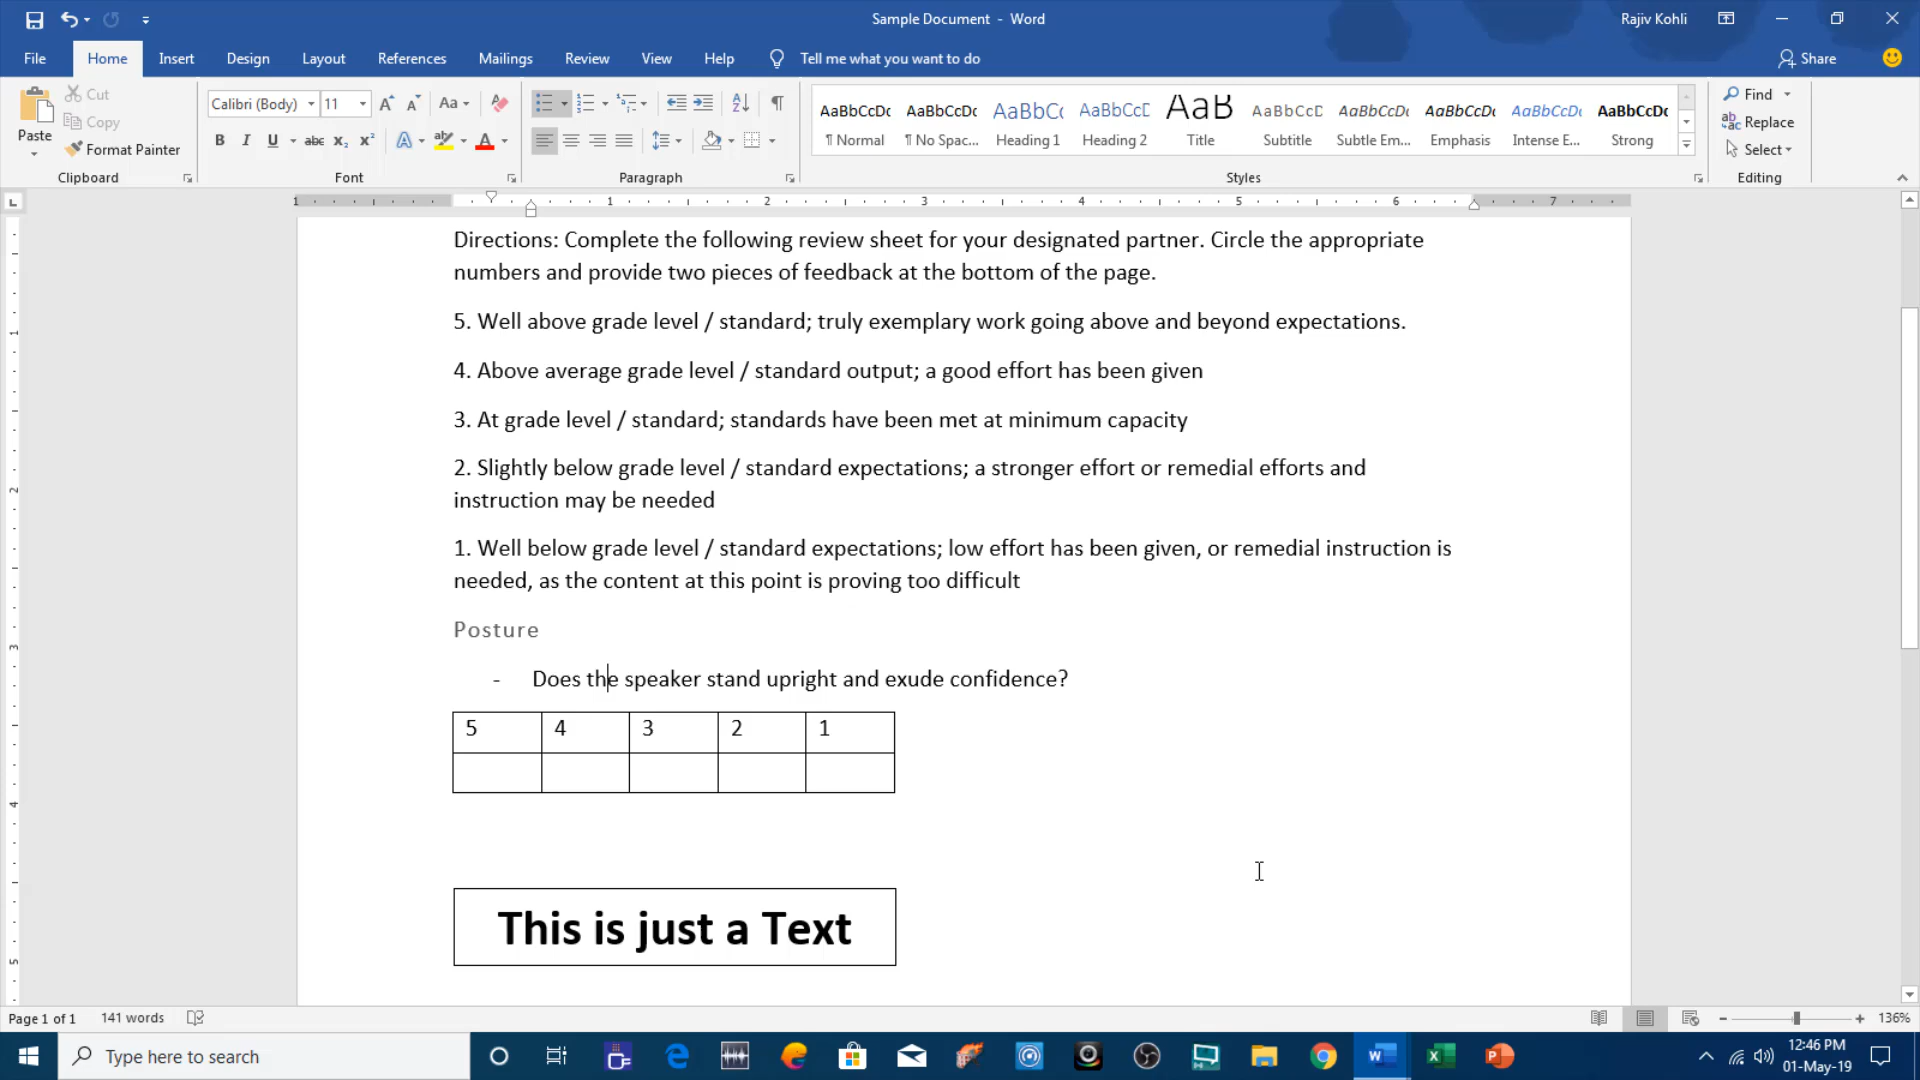 Sample Document - Word
Rajiv Kohli
File Home Insert Design Layout References Mailings Review View Help Tell me what you want to do Share
Paste
Cut
Copy
Format Painter
Clipboard
Calibri (Body) 11
Font
Paragraph
AaBbCcDc AaBbCcDc AaBbC( AaBbCcD AaB AaBbCcD AaBbCcDc AaBbCcDc AaBbCcDc AaBbCcDc
¶ Normal ¶ No Spac... Heading 1 Heading 2 Title Subtitle Subtle Em... Emphasis Intense E... Strong
Styles
Find
Replace
Select
Editing
1 1 2 3 4 5 6 7
Directions: Complete the following review sheet for your designated partner. Circle the appropriate
numbers and provide two pieces of feedback at the bottom of the page.
5. Well above grade level / standard; truly exemplary work going above and beyond expectations.
4. Above average grade level / standard output; a good effort has been given
3. At grade level / standard; standards have been met at minimum capacity
2. Slightly below grade level / standard expectations; a stronger effort or remedial efforts and
instruction may be needed
1. Well below grade level / standard expectations; low effort has been given, or remedial instruction is
needed, as the content at this point is proving too difficult
Posture
- Does the speaker stand upright and exude confidence?
5 4 3 2 1
This is just a Text
Page 1 of 1 141 words
136%
Type here to search
12:46 PM
01-May-19